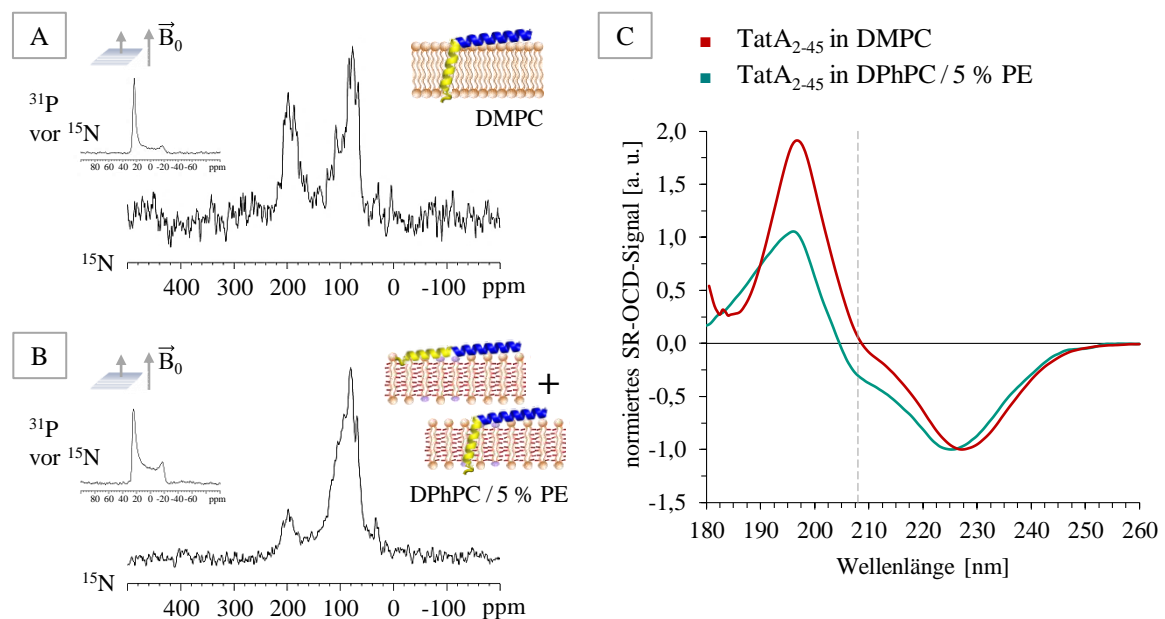 A
B⃗₀
³¹P
vor ¹⁵N
80 60 40 20 0 -20 -40 -60 ppm
DMPC
¹⁵N
400 300 200 100 0 -100 ppm
B
B⃗₀
³¹P
vor ¹⁵N
80 60 40 20 0 -20 -40 -60 ppm
+
DPhPC / 5 % PE
¹⁵N
400 300 200 100 0 -100 ppm
C
TatA₂₋₄₅ in DMPC
TatA₂₋₄₅ in DPhPC / 5 % PE
normiertes SR-OCD-Signal [a. u.]
2,0
1,5
1,0
0,5
0,0
-0,5
-1,0
-1,5
180 190 200 210 220 230 240 250 260
Wellenlänge [nm]